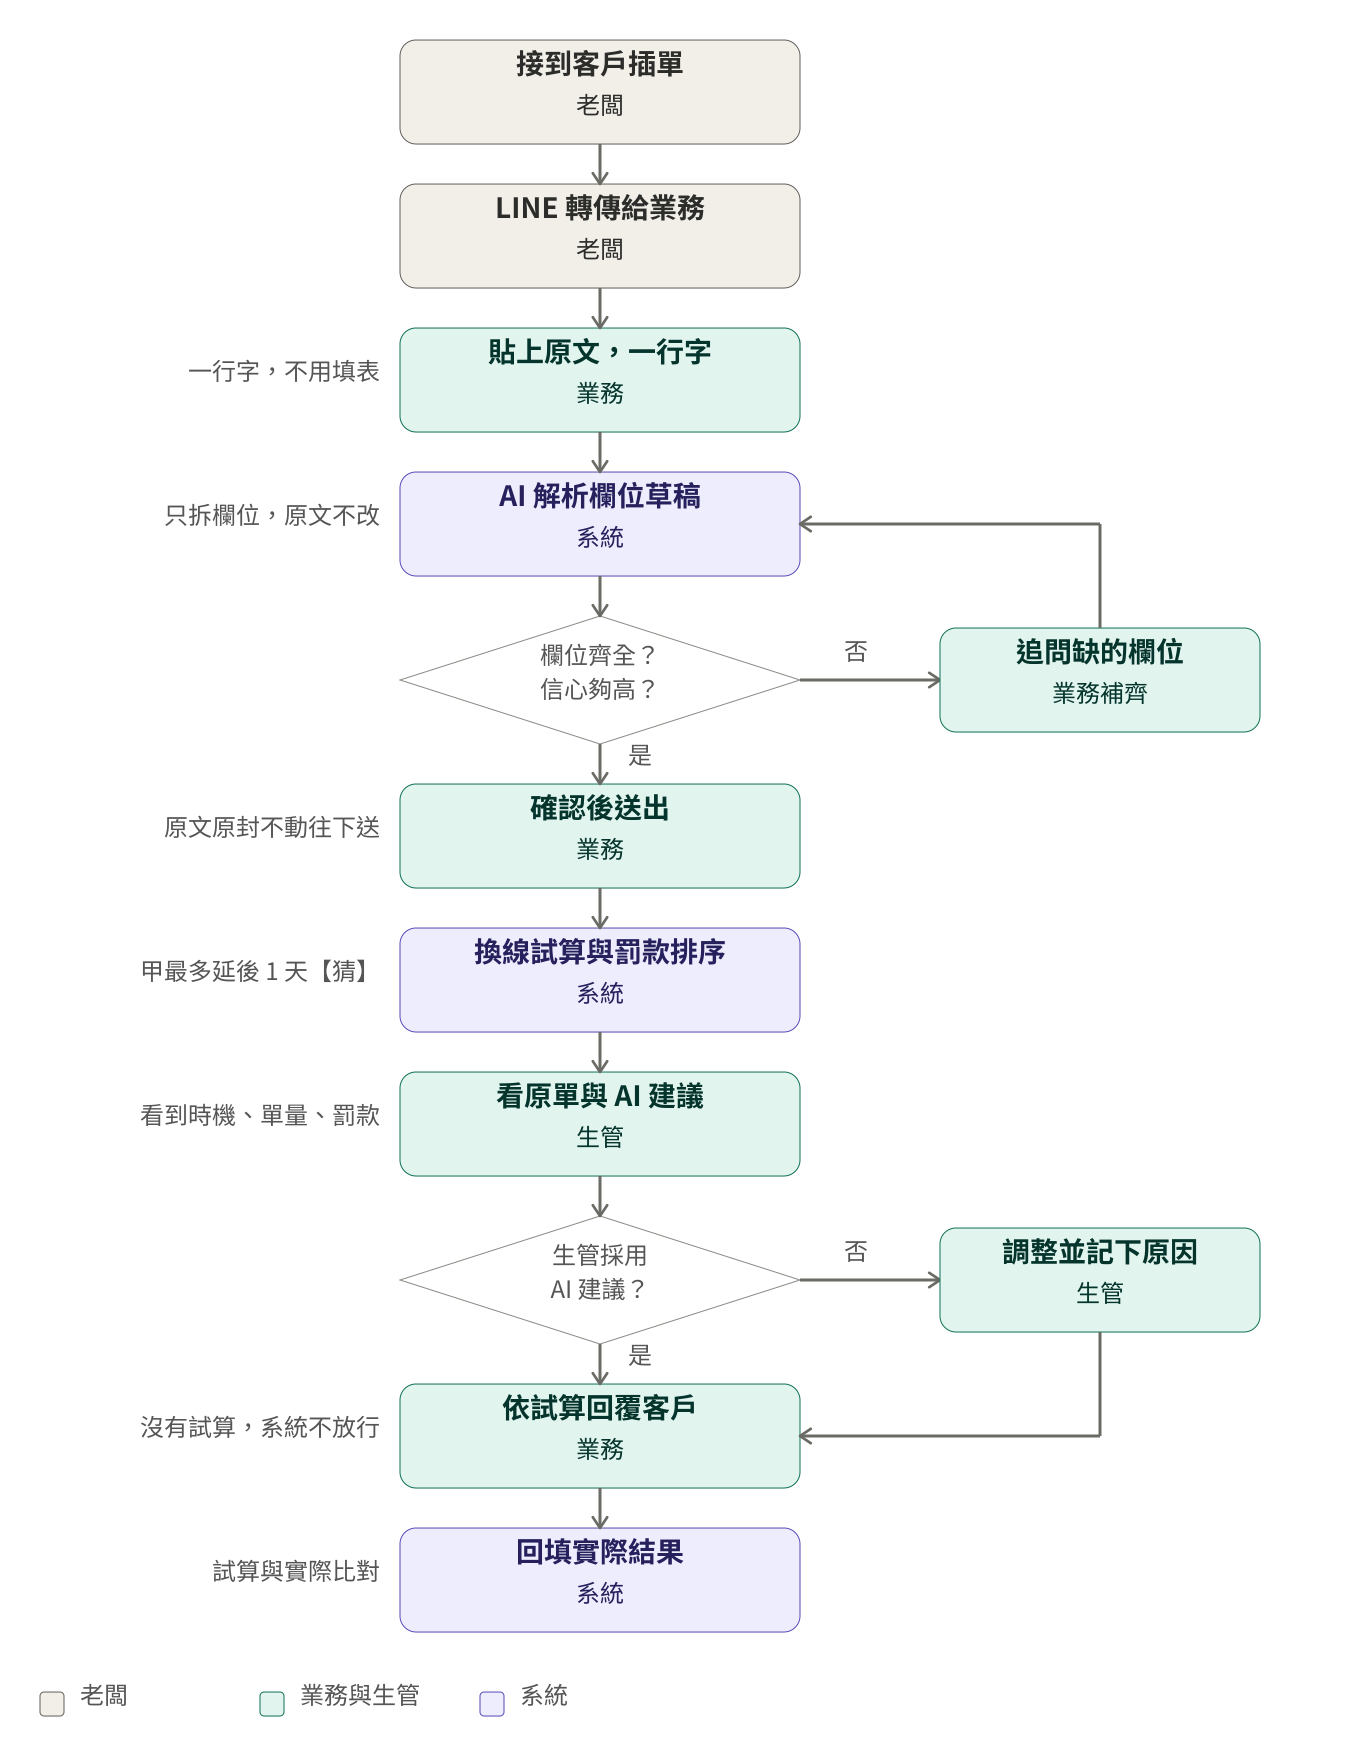 接到客戶插單
老闆
LINE 轉傳給業務
老闆
一行字，不用填表
貼上原文，一行字
業務
只拆欄位，原文不改
AI 解析欄位草稿
系統
欄位齊全？
信心夠高？
否
追問缺的欄位
業務補齊
是
原文原封不動往下送
確認後送出
業務
甲最多延後 1 天【猜】
換線試算與罰款排序
系統
看到時機、單量、罰款
看原單與 AI 建議
生管
生管採用
AI 建議？
否
調整並記下原因
生管
是
沒有試算，系統不放行
依試算回覆客戶
業務
試算與實際比對
回填實際結果
系統
老闆
業務與生管
系統